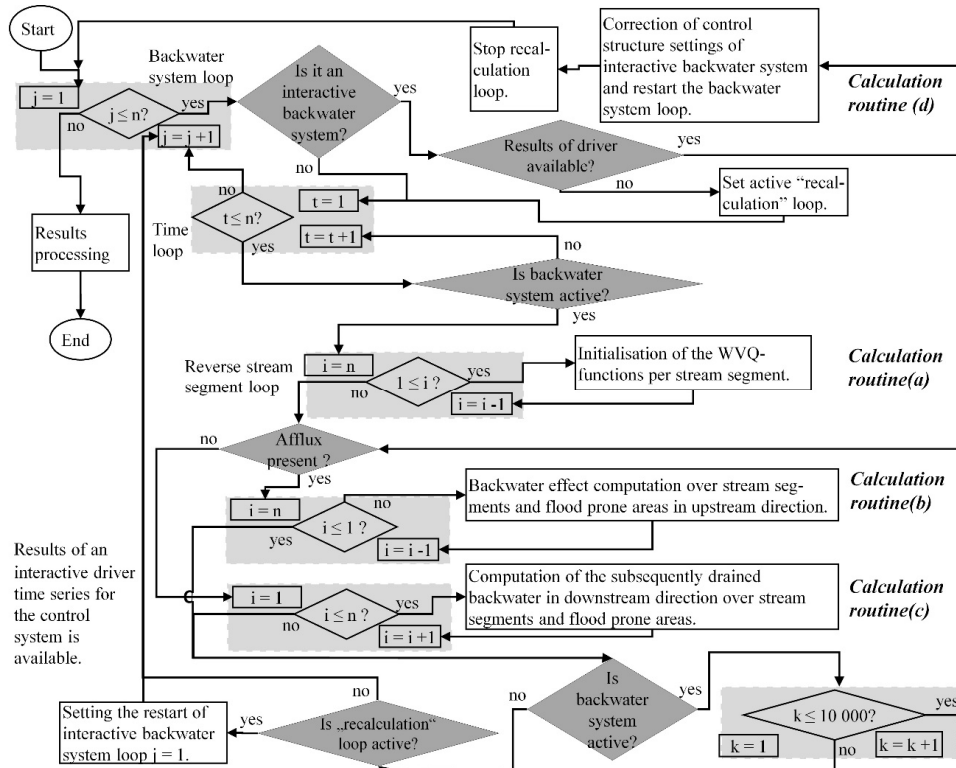 Start
Backwater
system loop
j = 1
j ≤ n?
yes
no
j = j +1
Is it an
interactive
backwater
system?
yes
no
Stop recal-
culation
loop.
Correction of control
structure settings of
interactive backwater system
and restart the backwater
system loop.
Calculation
routine (d)
Results of driver
available?
yes
no
Set active “recal-
culation” loop.
Results
processing
End
no
t ≤ n?
yes
Time
loop
t = 1
t = t +1
no
Is backwater
system active?
yes
Reverse stream
segment loop
i = n
1 ≤ i ?
yes
no
i = i -1
Initialisation of the WVQ-
functions per stream segment.
Calculation
routine(a)
no
Afflux
present ?
yes
i = n
no
i ≤ 1 ?
yes
i = i -1
Backwater effect computation over stream seg-
ments and flood prone areas in upstream direction.
Calculation
routine(b)
Results of an
interactive driver
time series for
the control
system is
available.
i = 1
i ≤ n ?
yes
no
i = i +1
Computation of the subsequently drained
backwater in downstream direction over stream
segments and flood prone areas.
Calculation
routine(c)
no
Is
backwater
system
active?
yes
no
k ≤ 10 000?
yes
k = 1
no
k = k +1
Setting the restart of
interactive backwater
system loop j = 1.
yes
Is „recalculation“
loop active?